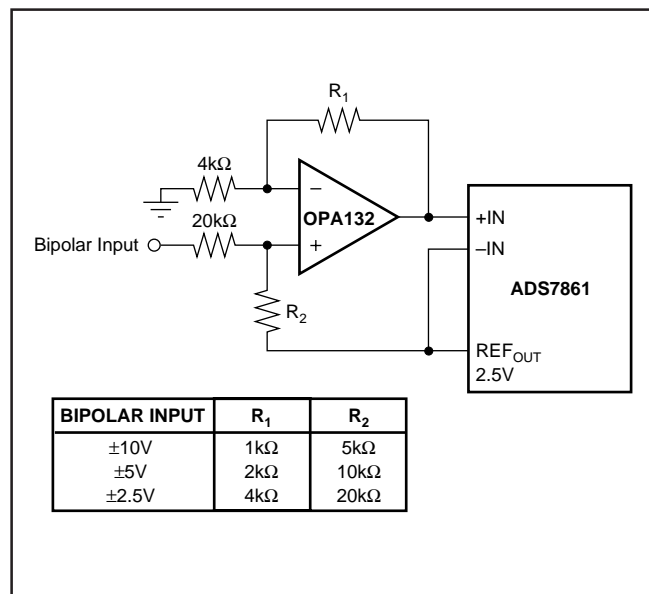 R₁
4kΩ
20kΩ
–
+
OPA132
Bipolar Input
R₂
+IN
–IN
ADS7861
REFOUT
2.5V
BIPOLAR INPUT R₁ R₂
±10V 1kΩ 5kΩ
±5V 2kΩ 10kΩ
±2.5V 4kΩ 20kΩ